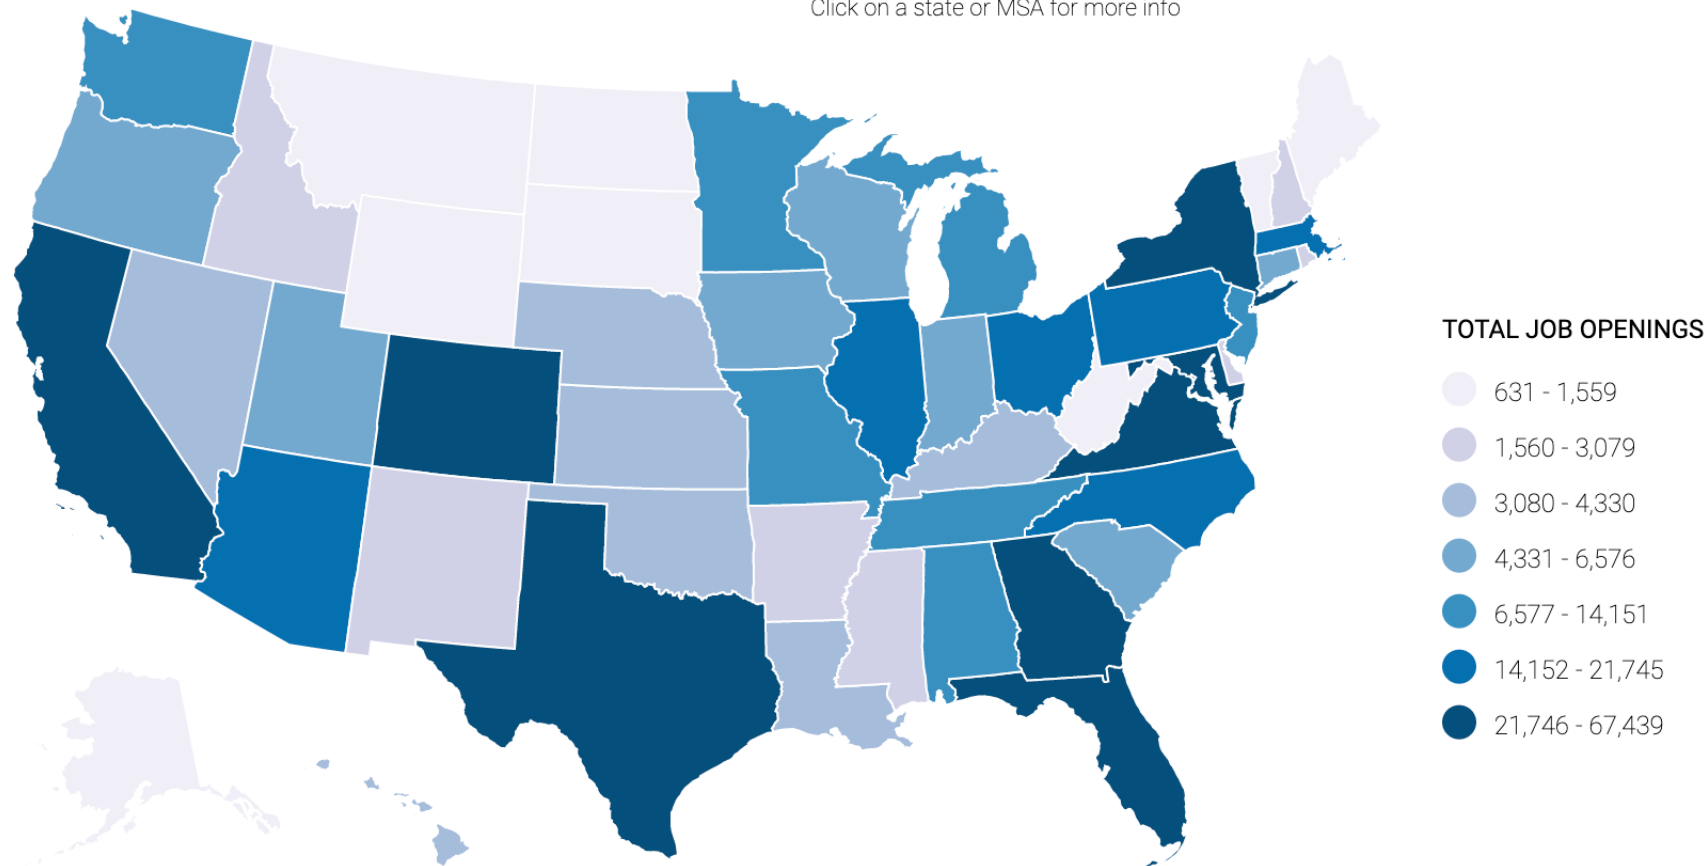 Click on a state or MSA for more info
TOTAL JOB OPENINGS
631 - 1,559
1,560 - 3,079
3,080 - 4,330
4,331 - 6,576
6,577 - 14,151
14,152 - 21,745
21,746 - 67,439